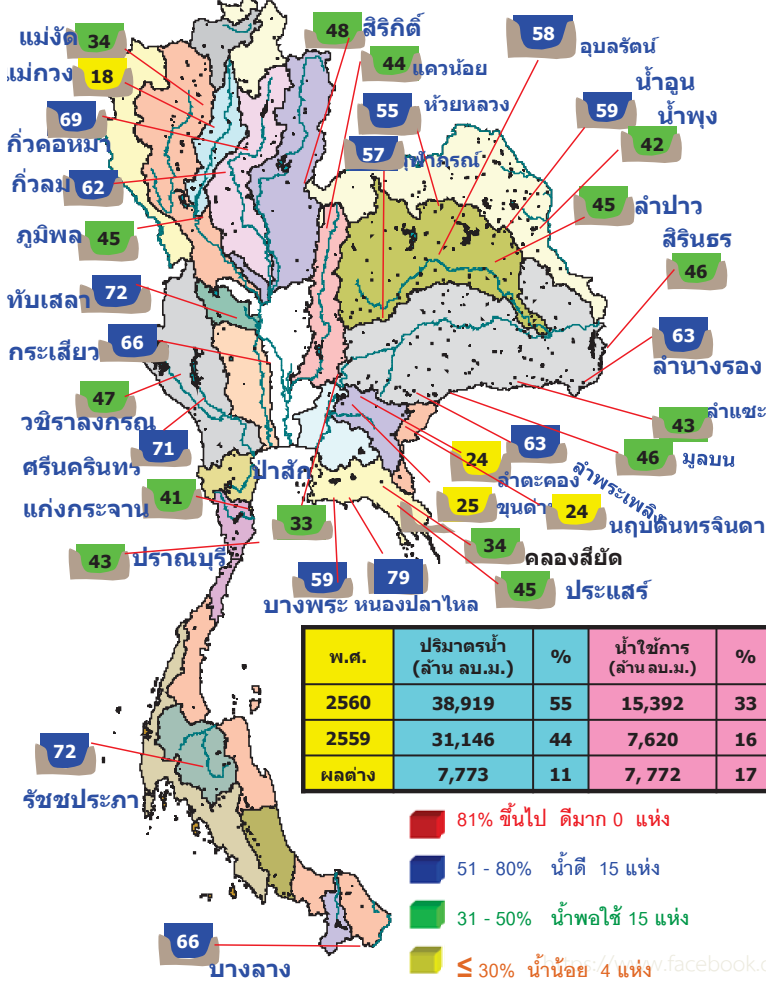 แม่งัด 34
48 สิริกิติ์
58 อุบลรัตน์
แม่กวง 18
44 แควน้อย
น้ำอูน
69
55 ห้วยหลวง
59 น้ำพุง
กิ่วคอหมา
57
42
กิ่วลม 62
45 ลำปาว
ภูมิพล 45
สิรินธร
46
ทับเสลา 72
กระเสียว 66
63
ลำนางรอง
47
วชิราลงกรณ
43 ลำแชะ
71
24
63
46 มูลบน
ศรีนครินทร์
ป่าสัก
ลำตะคอง
ลำพระเพลิง
แก่งกระจาน 41
25 ขุนด่าน
24
33
นฤบดินทรจินดา
43 ปราณบุรี
34
คลองสียัด
59
79
45 ประแสร์
บางพระ หนองปลาไหล
พ.ศ. ปริมาตรน้ำ (ล้าน ลบ.ม.) % น้ำใช้การ (ล้าน ลบ.ม.) %
2560 38,919 55 15,392 33
2559 31,146 44 7,620 16
ผลต่าง 7,773 11 7,772 17
72
รัชชประภา
81% ขึ้นไป ดีมาก 0 แห่ง
51 - 80% น้ำดี 15 แห่ง
31 - 50% น้ำพอใช้ 15 แห่ง
≤ 30% น้ำน้อย 4 แห่ง
66
บางลาง